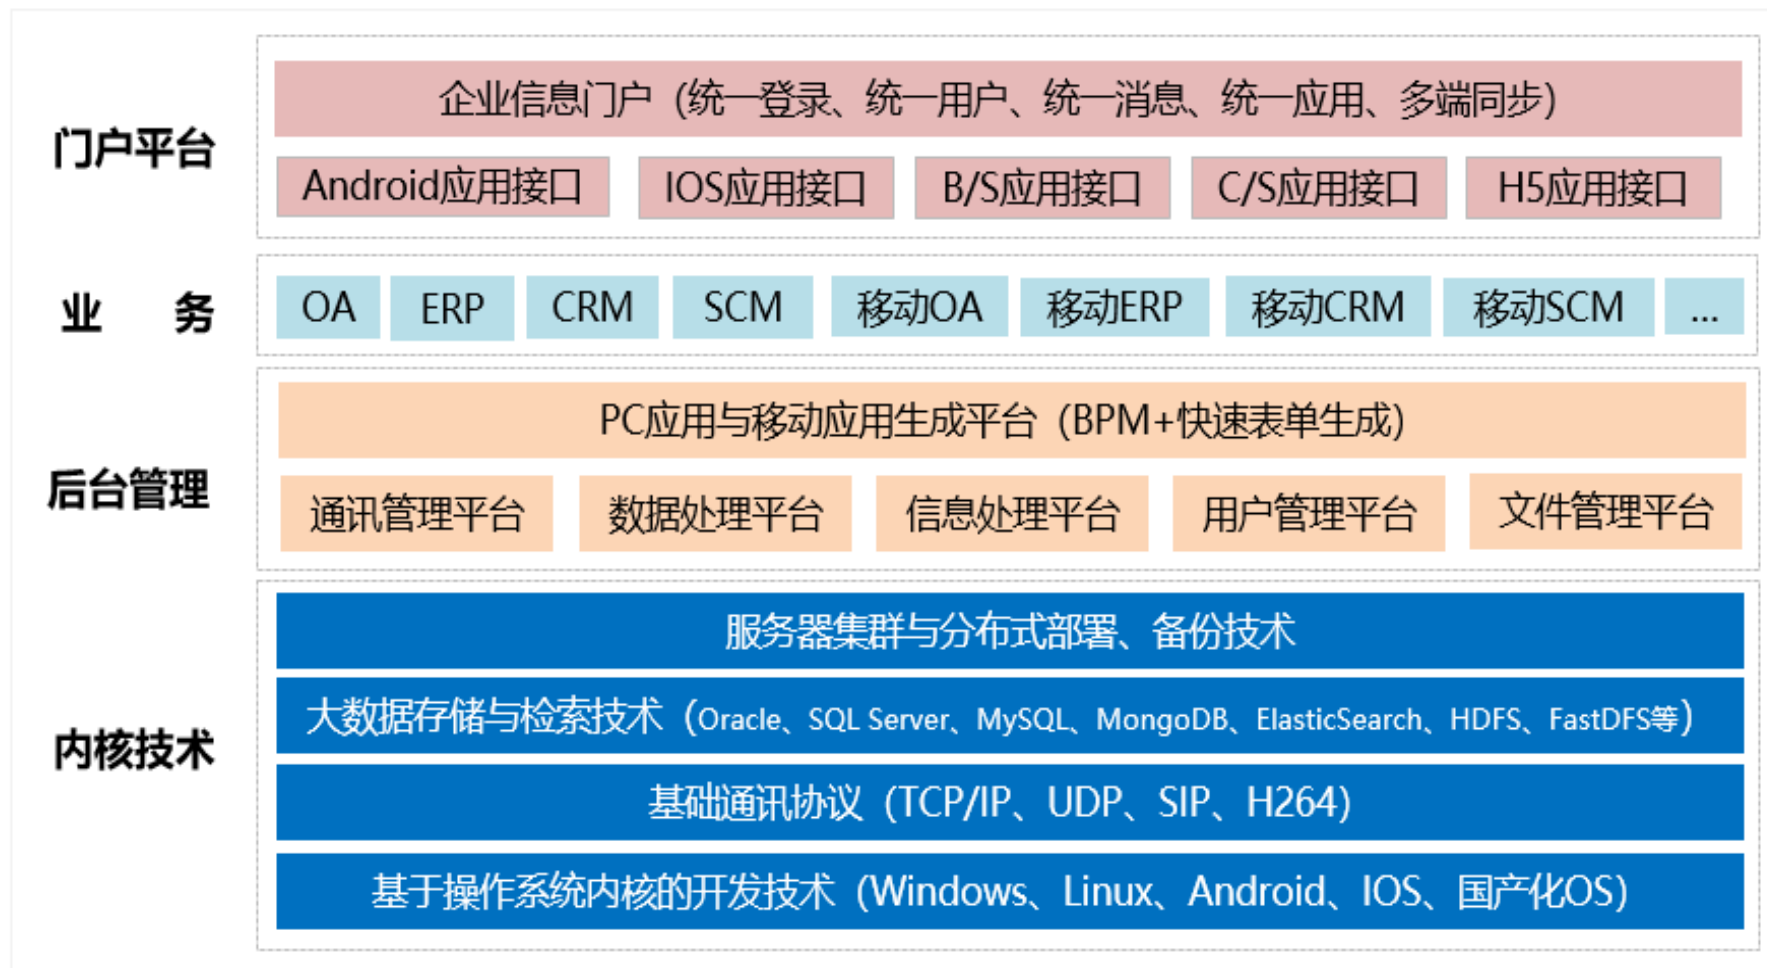 门户平台
企业信息门户（统一登录、统一用户、统一消息、统一应用、多端同步）
Android应用接口 IOS应用接口 B/S应用接口 C/S应用接口 H5应用接口
业 务
OA ERP CRM SCM 移动OA 移动ERP 移动CRM 移动SCM ...
后台管理
PC应用与移动应用生成平台（BPM+快速表单生成）
通讯管理平台 数据处理平台 信息处理平台 用户管理平台 文件管理平台
内核技术
服务器集群与分布式部署、备份技术
大数据存储与检索技术（Oracle、SQL Server、MySQL、MongoDB、ElasticSearch、HDFS、FastDFS等）
基础通讯协议（TCP/IP、UDP、SIP、H264）
基于操作系统内核的开发技术（Windows、Linux、Android、IOS、国产化OS）